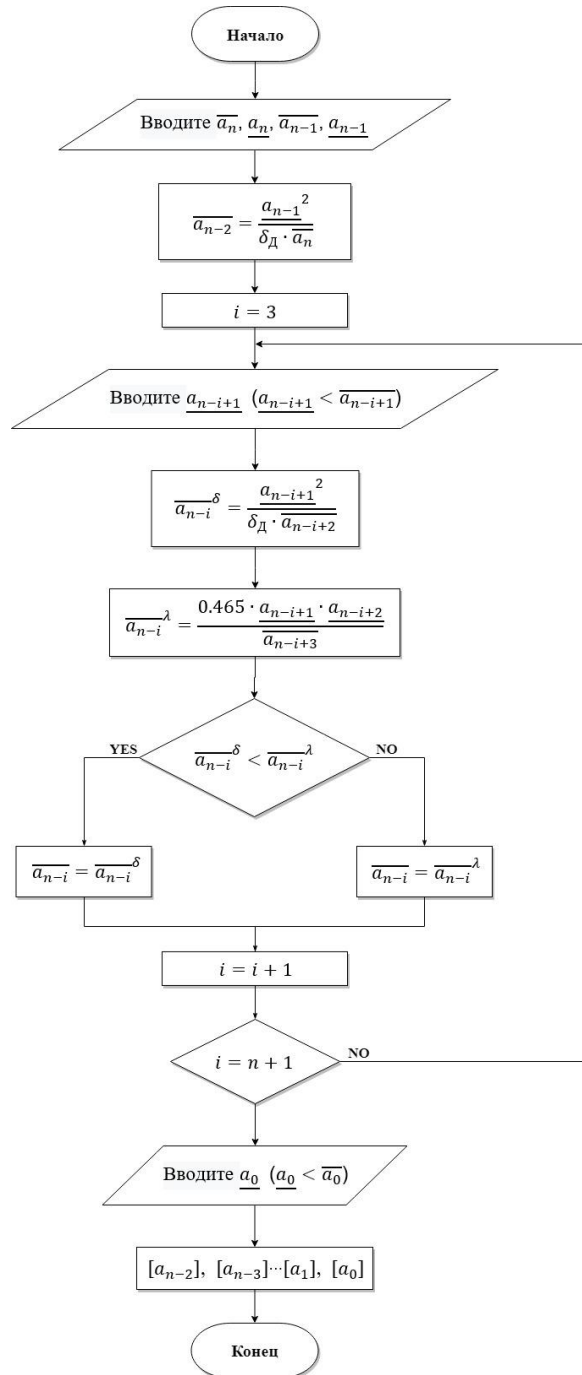 Начало
Вводите $\overline{a_n}, \underline{a_n}, \overline{a_{n-1}}, \underline{a_{n-1}}$
$\overline{a_{n-2}} = \frac{\underline{a_{n-1}}^2}{\delta_Д \cdot \overline{a_n}}$
$i = 3$
Вводите $\underline{a_{n-i+1}}$ $(\underline{a_{n-i+1}} < \overline{a_{n-i+1}})$
$\overline{a_{n-i}}^{\delta} = \frac{\underline{a_{n-i+1}}^2}{\delta_Д \cdot \overline{a_{n-i+2}}}$
$\overline{a_{n-i}}^{\lambda} = \frac{0.465 \cdot \underline{a_{n-i+1}} \cdot \underline{a_{n-i+2}}}{\overline{a_{n-i+3}}}$
YES
$\overline{a_{n-i}}^{\delta} < \overline{a_{n-i}}^{\lambda}$
NO
$\overline{a_{n-i}} = \overline{a_{n-i}}^{\delta}$
$\overline{a_{n-i}} = \overline{a_{n-i}}^{\lambda}$
$i = i + 1$
$i = n + 1$
NO
Вводите $\underline{a_0}$ $(\underline{a_0} < \overline{a_0})$
$[a_{n-2}], [a_{n-3}] \cdots [a_1], [a_0]$
Конец